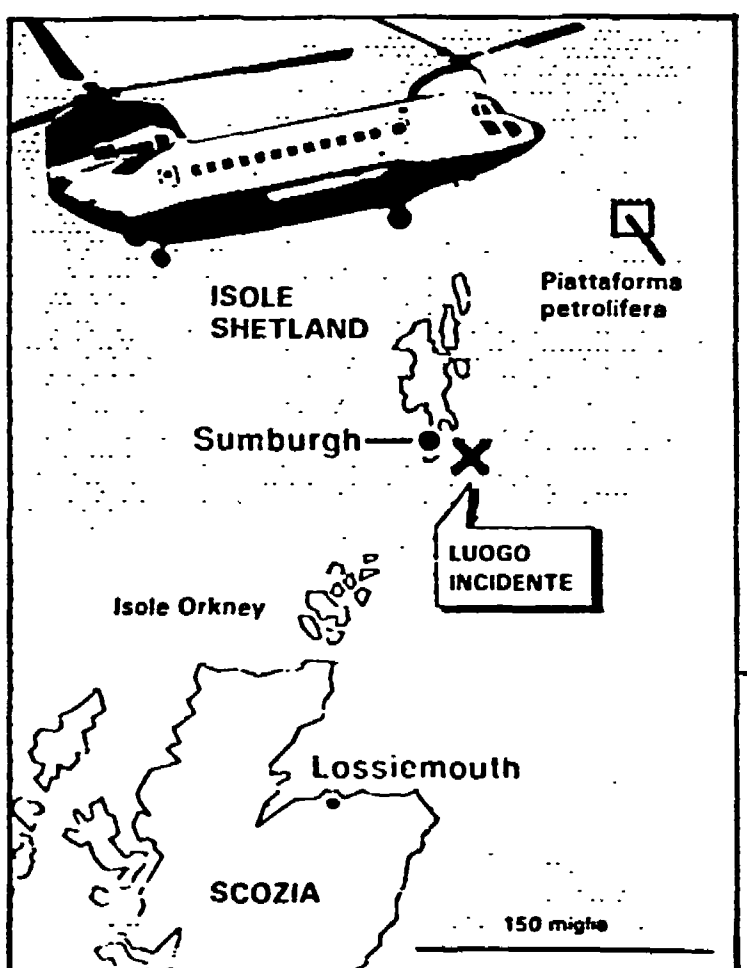 ISOLE
SHETLAND
Piattaforma
petrolifera
Sumburgh
LUOGO
INCIDENTE
Isole Orkney
Lossiemouth
SCOZIA
150 miglia